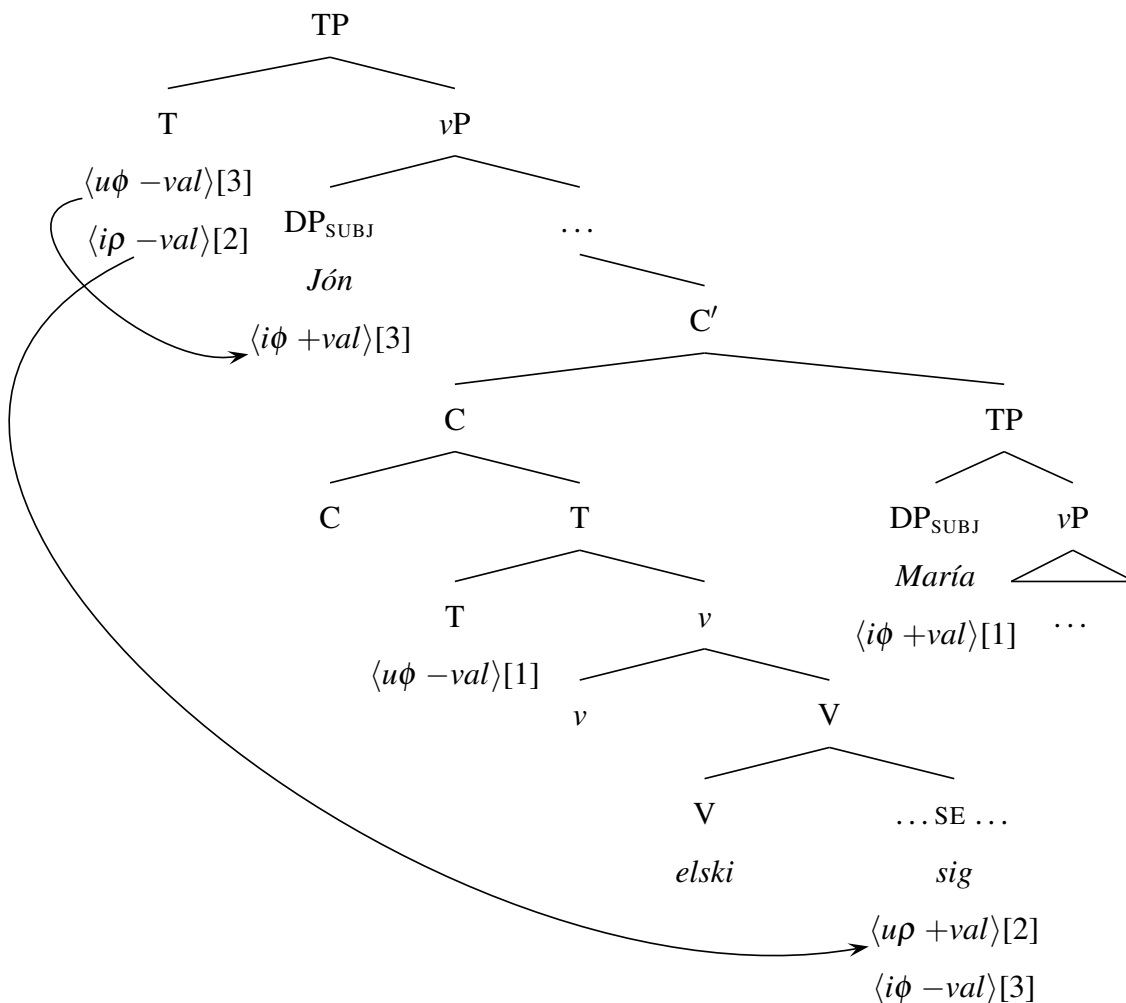 TP
T vP
⟨uϕ −val⟩[3]
DP_SUBJ …
⟨iρ −val⟩[2]
Jón
C′
⟨iϕ +val⟩[3]
C TP
C T DP_SUBJ vP
María
T v
⟨iϕ +val⟩[1] …
⟨uϕ −val⟩[1]
v V
V …SE…
elski sig
⟨uρ +val⟩[2]
⟨iϕ −val⟩[3]